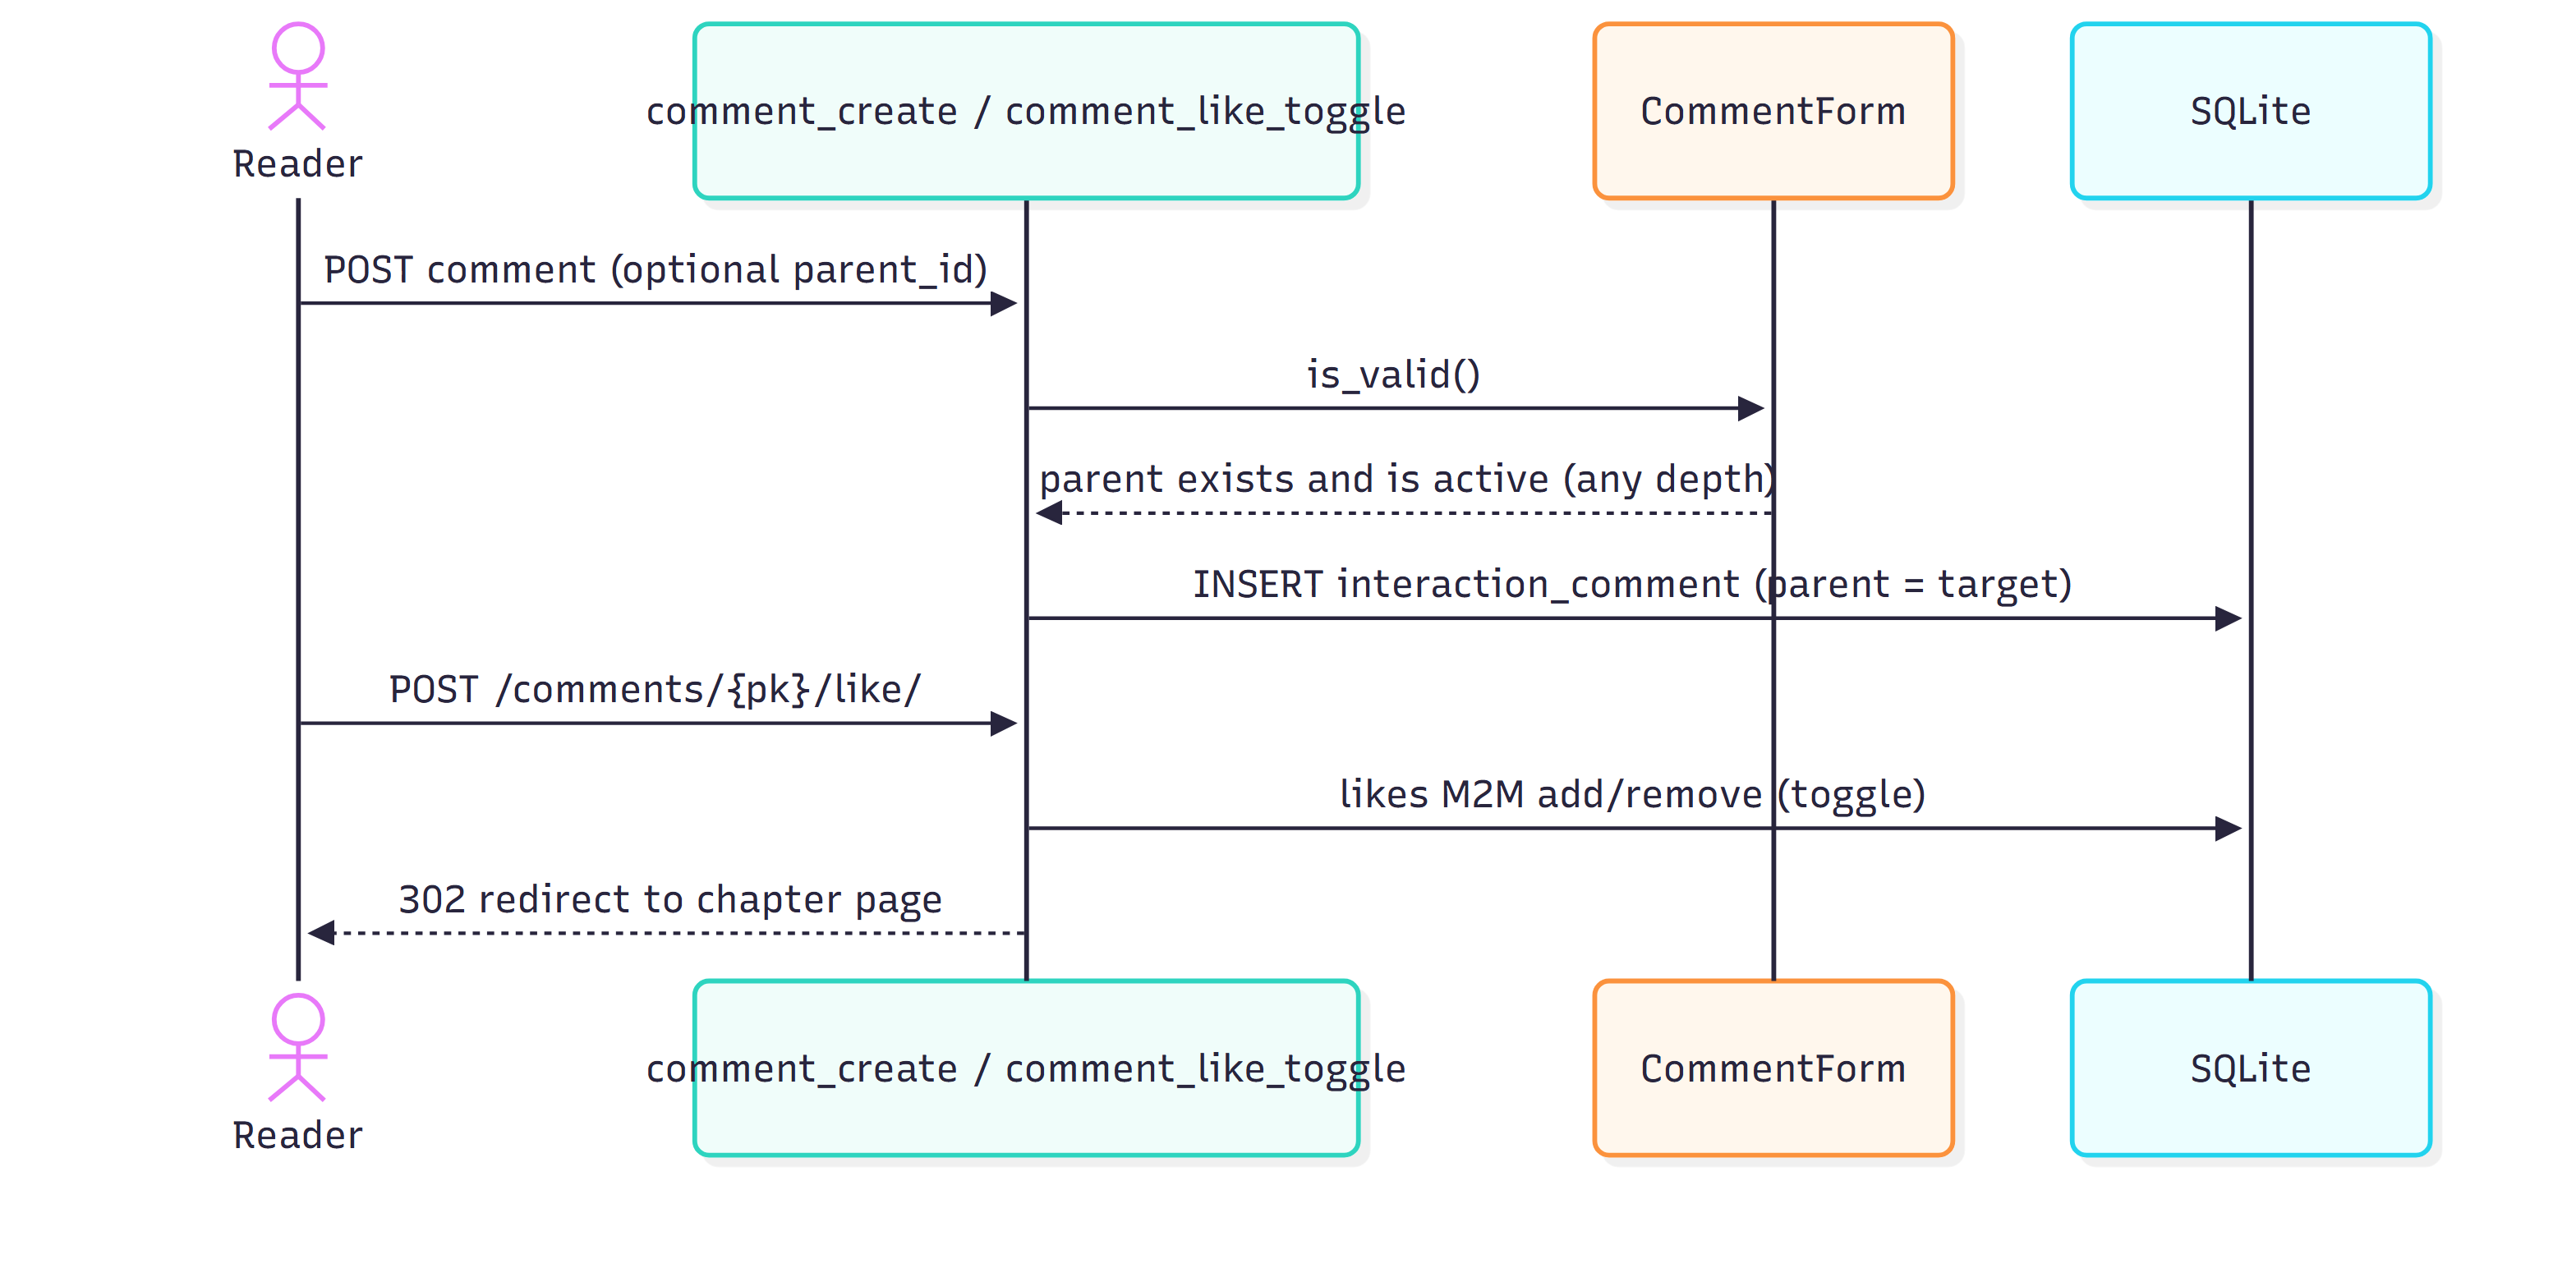 Reader
comment_create / comment_like_toggle
CommentForm
SQLite
POST comment (optional parent_id)
is_valid()
parent exists and is active (any depth)
INSERT interaction_comment (parent = target)
POST /comments/{pk}/like/
likes M2M add/remove (toggle)
302 redirect to chapter page
Reader
comment_create / comment_like_toggle
CommentForm
SQLite